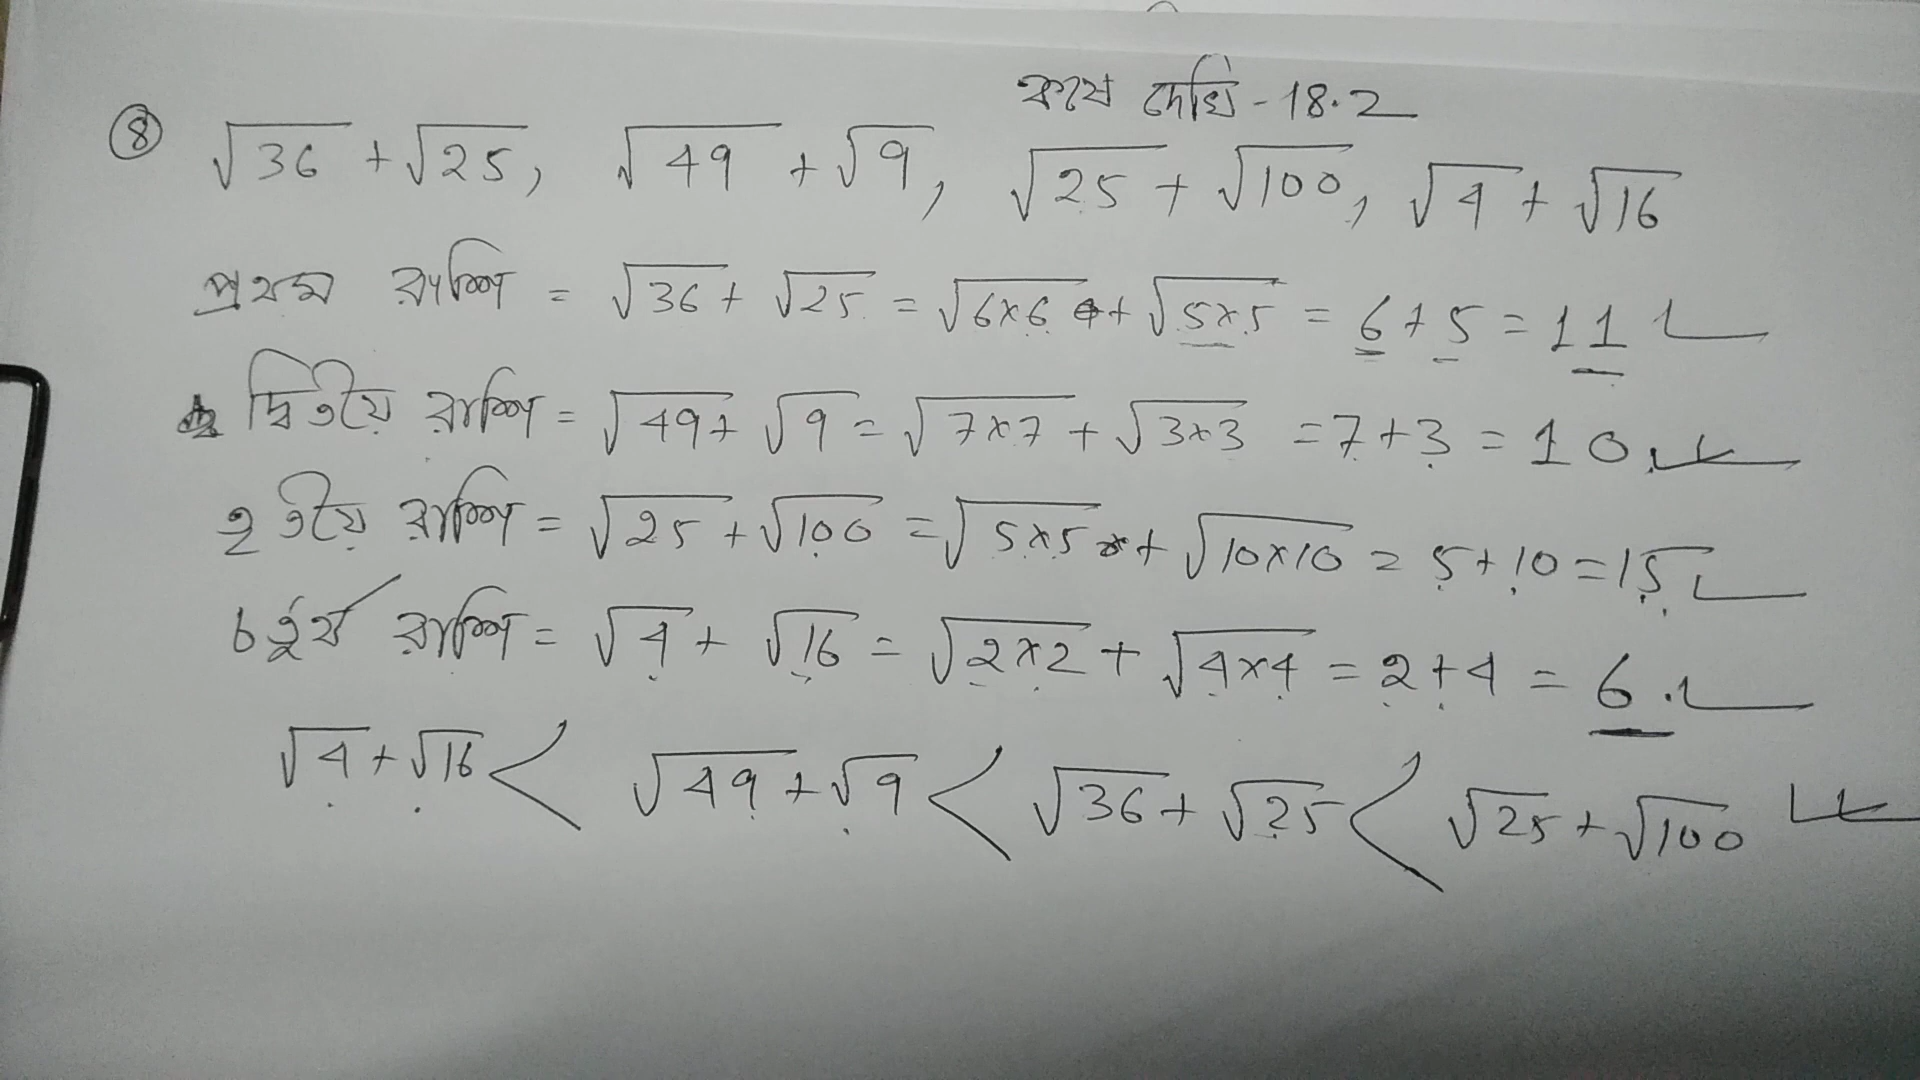 কষে দেখি - 18.2
⑧ √36 + √25, √49 + √9, √25 + √100, √4 + √16
প্রথম রাশি = √36 + √25 = √6×6 + √5×5 = 6 + 5 = 11
দ্বিতীয় রাশি = √49 + √9 = √7×7 + √3×3 = 7 + 3 = 10
তৃতীয় রাশি = √25 + √100 = √5×5 + √10×10 = 5 + 10 = 15
চতুর্থ রাশি = √4 + √16 = √2×2 + √4×4 = 2 + 4 = 6.
√4 + √16 < √49 + √9 < √36 + √25 < √25 + √100